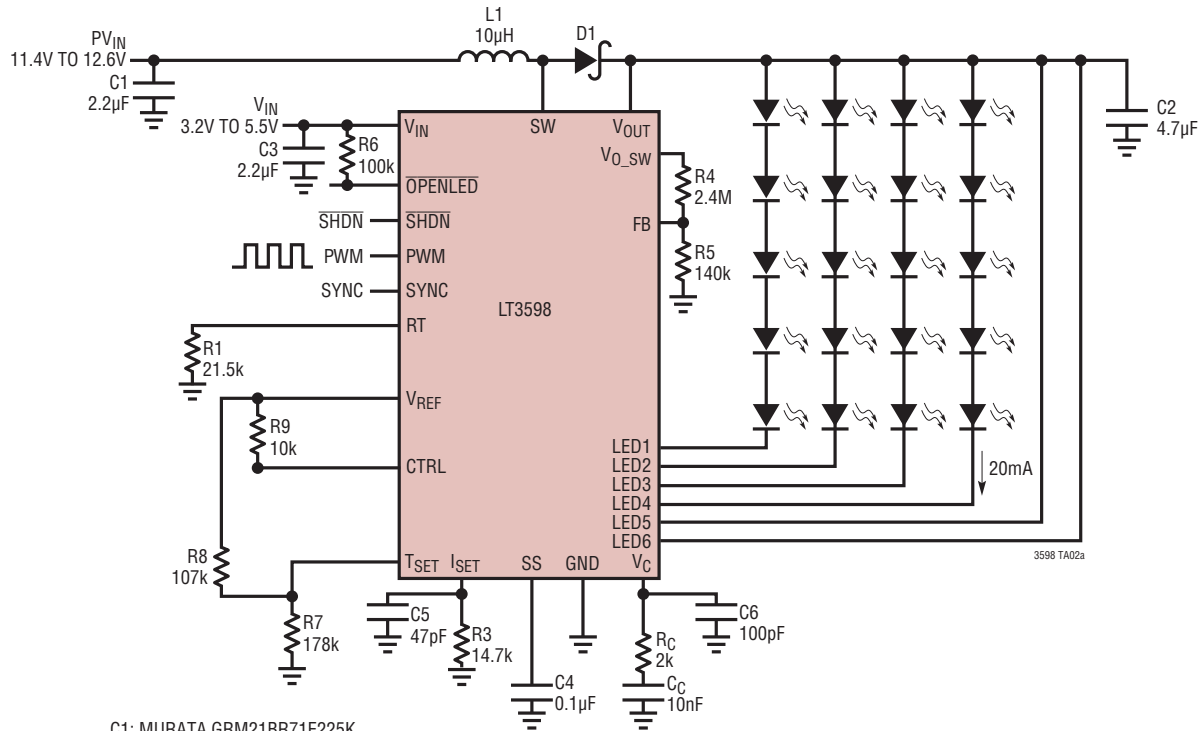 L1
10µH
D1
PVIN
11.4V TO 12.6V
C1
2.2µF
VIN
3.2V TO 5.5V
C3
2.2µF
R6
100k
C2
4.7µF
VIN
SW
VOUT
VO_SW
R4
2.4M
OPENLED
FB
R5
140k
SHDN
SHDN
PWM
PWM
SYNC
SYNC
LT3598
RT
R1
21.5k
VREF
R9
10k
CTRL
LED1
LED2
LED3
LED4
LED5
LED6
20mA
3598 TA02a
R8
107k
TSET
ISET
SS
GND
VC
R7
178k
C5
47pF
R3
14.7k
C4
0.1µF
RC
2k
CC
10nF
C6
100pF
C1: MURATA GRM21BR71E225K